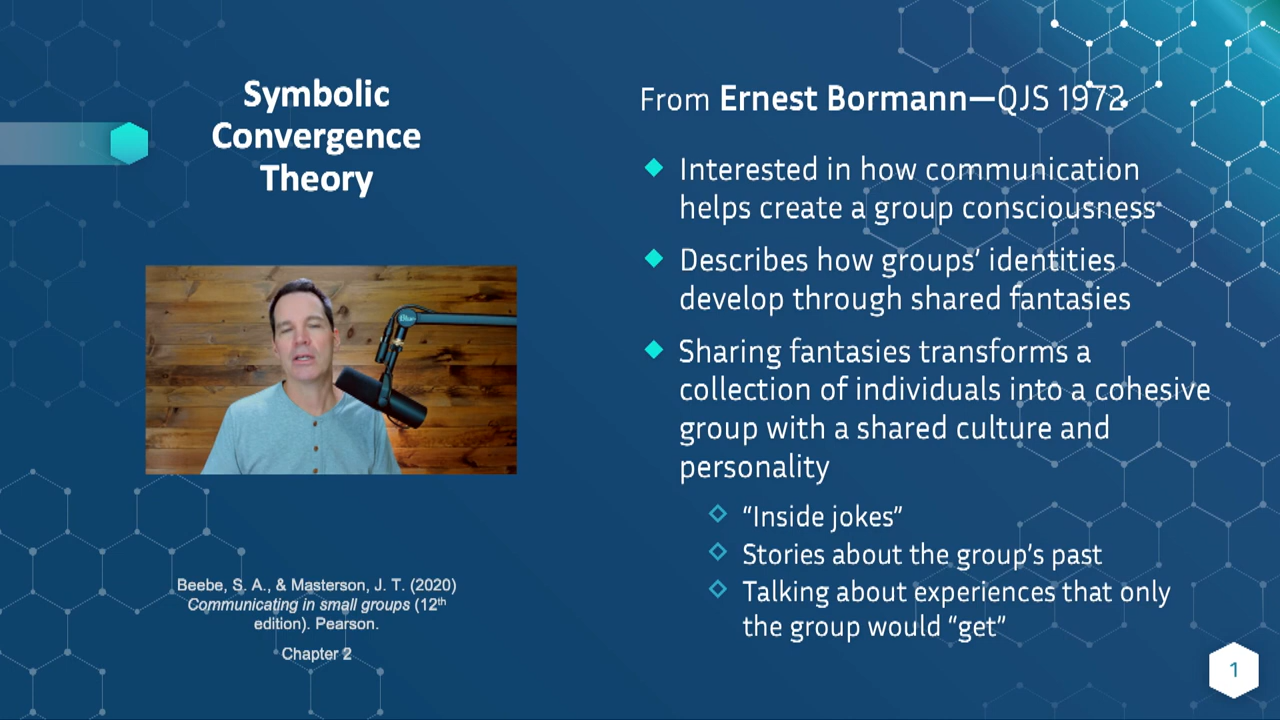 Symbolic
Convergence
Theory
Beebe, S. A., & Masterson, J. T. (2020)
Communicating in small groups (12th
edition). Pearson.
Chapter 2
From Ernest Bormann—QJS 1972
Interested in how communication
helps create a group consciousness
Describes how groups’ identities
develop through shared fantasies
Sharing fantasies transforms a
collection of individuals into a cohesive
group with a shared culture and
personality
“Inside jokes”
Stories about the group’s past
Talking about experiences that only
the group would “get”
1